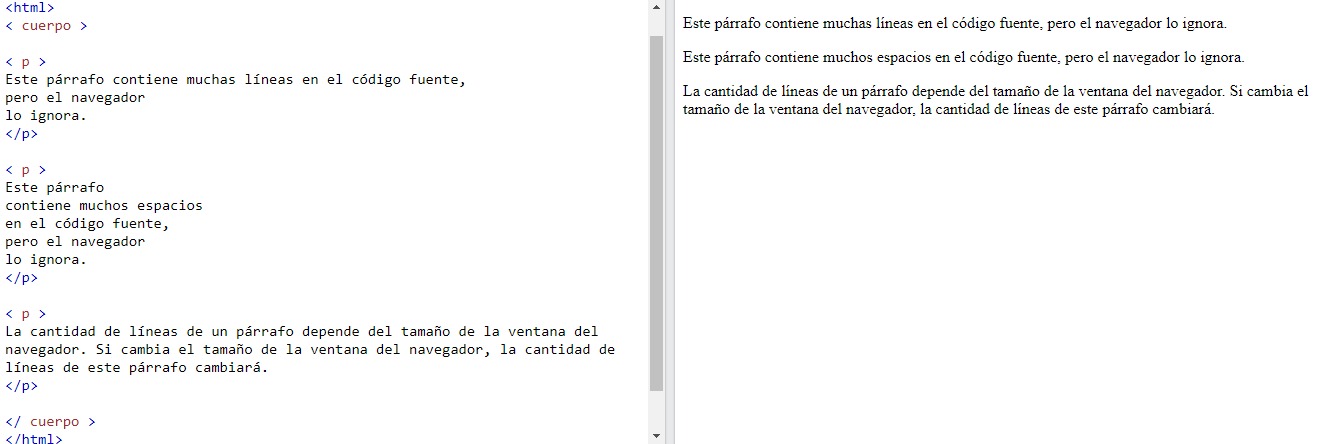 <html>
< cuerpo >
< p >
Este párrafo contiene muchas líneas en el código fuente,
pero el navegador
lo ignora.
</p>
< p >
Este párrafo
contiene muchos espacios
en el código fuente,
pero el navegador
lo ignora.
</p>
< p >
La cantidad de líneas de un párrafo depende del tamaño de la ventana del
navegador. Si cambia el tamaño de la ventana del navegador, la cantidad de
líneas de este párrafo cambiará.
</p>
</ cuerpo >
</html>
Este párrafo contiene muchas líneas en el código fuente, pero el navegador lo ignora.
Este párrafo contiene muchos espacios en el código fuente, pero el navegador lo ignora.
La cantidad de líneas de un párrafo depende del tamaño de la ventana del navegador. Si cambia el
tamaño de la ventana del navegador, la cantidad de líneas de este párrafo cambiará.